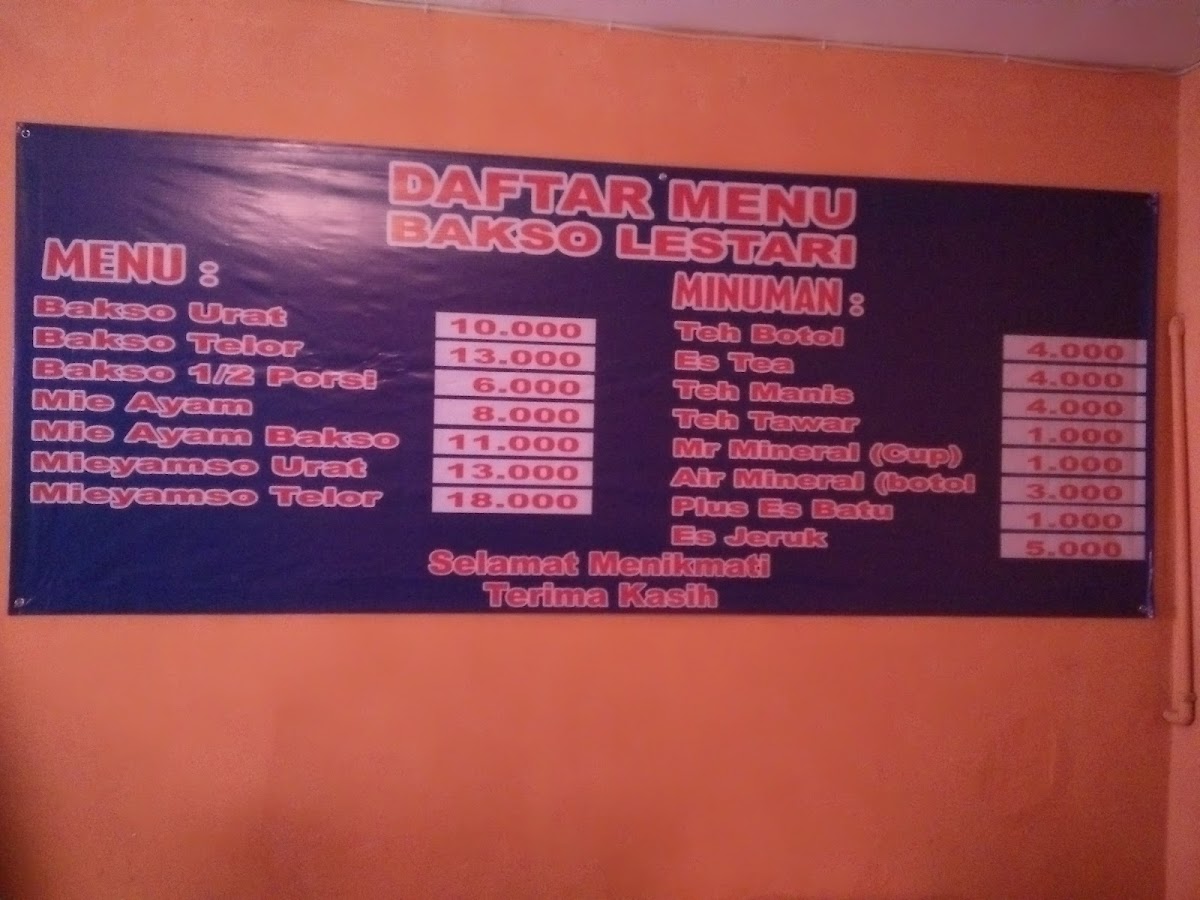 DAFTAR MENU
BAKSO LESTARI
MENU :
Bakso Urat 10.000
Bakso Telor 13.000
Bakso 1/2 Porsi 6.000
Mie Ayam 8.000
Mie Ayam Bakso 11.000
Mieyamso Urat 13.000
Mieyamso Telor 18.000
MINUMAN :
Teh Botol 4.000
Es Tea 4.000
Teh Manis 4.000
Teh Tawar 1.000
Mr Mineral (Cup) 1.000
Air Mineral (botol 3.000
Plus Es Batu 1.000
Es Jeruk 5.000
Selamat Menikmati
Terima Kasih